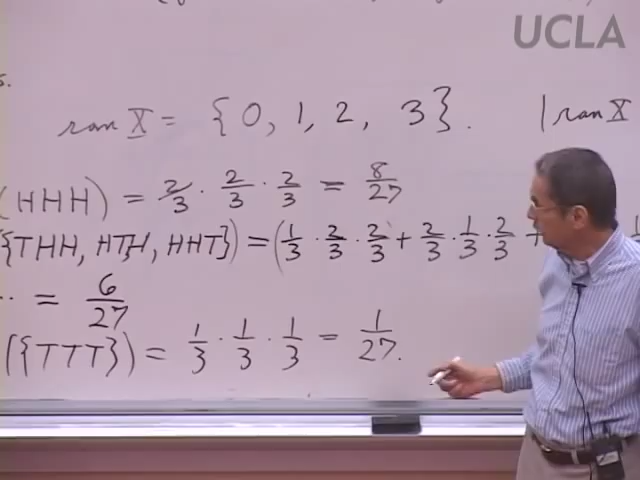 UCLA
s.
ran X = {0, 1, 2, 3}. |ran X
(HHH) = 2/3 · 2/3 · 2/3 = 8/27
({THH, HTH, HHT}) = (1/3 · 2/3 · 2/3 + 2/3 · 1/3 · 2/3 +
·· = 6/27
({TTT}) = 1/3 · 1/3 · 1/3 = 1/27.